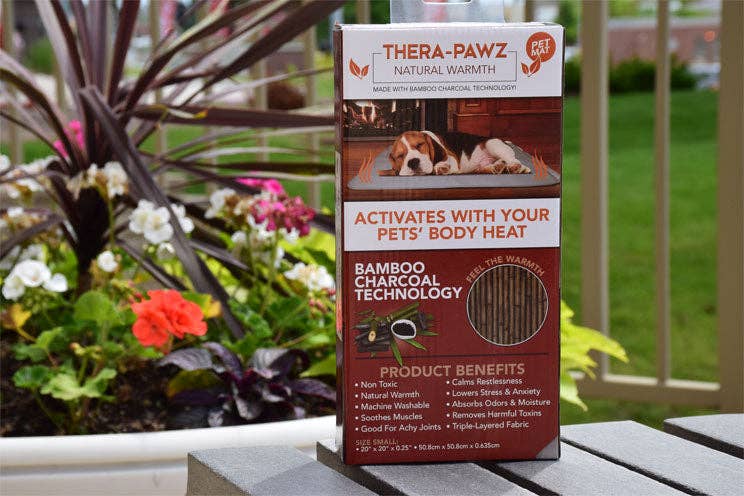 THERA-PAWZ
NATURAL WARMTH
MADE WITH BAMBOO CHARCOAL TECHNOLOGY!
PET
MAT
ACTIVATES WITH YOUR
PETS' BODY HEAT
BAMBOO
CHARCOAL
TECHNOLOGY
FEEL THE WARMTH
PRODUCT BENEFITS
• Non Toxic
• Natural Warmth
• Machine Washable
• Soothes Muscles
• Good For Achy Joints
• Calms Restlessness
• Lowers Stress & Anxiety
• Absorbs Odors & Moisture
• Removes Harmful Toxins
• Triple-Layered Fabric
SIZE SMALL:
• 20" x 20" x 0.25" • 50.8cm x 50.8cm x 0.635cm